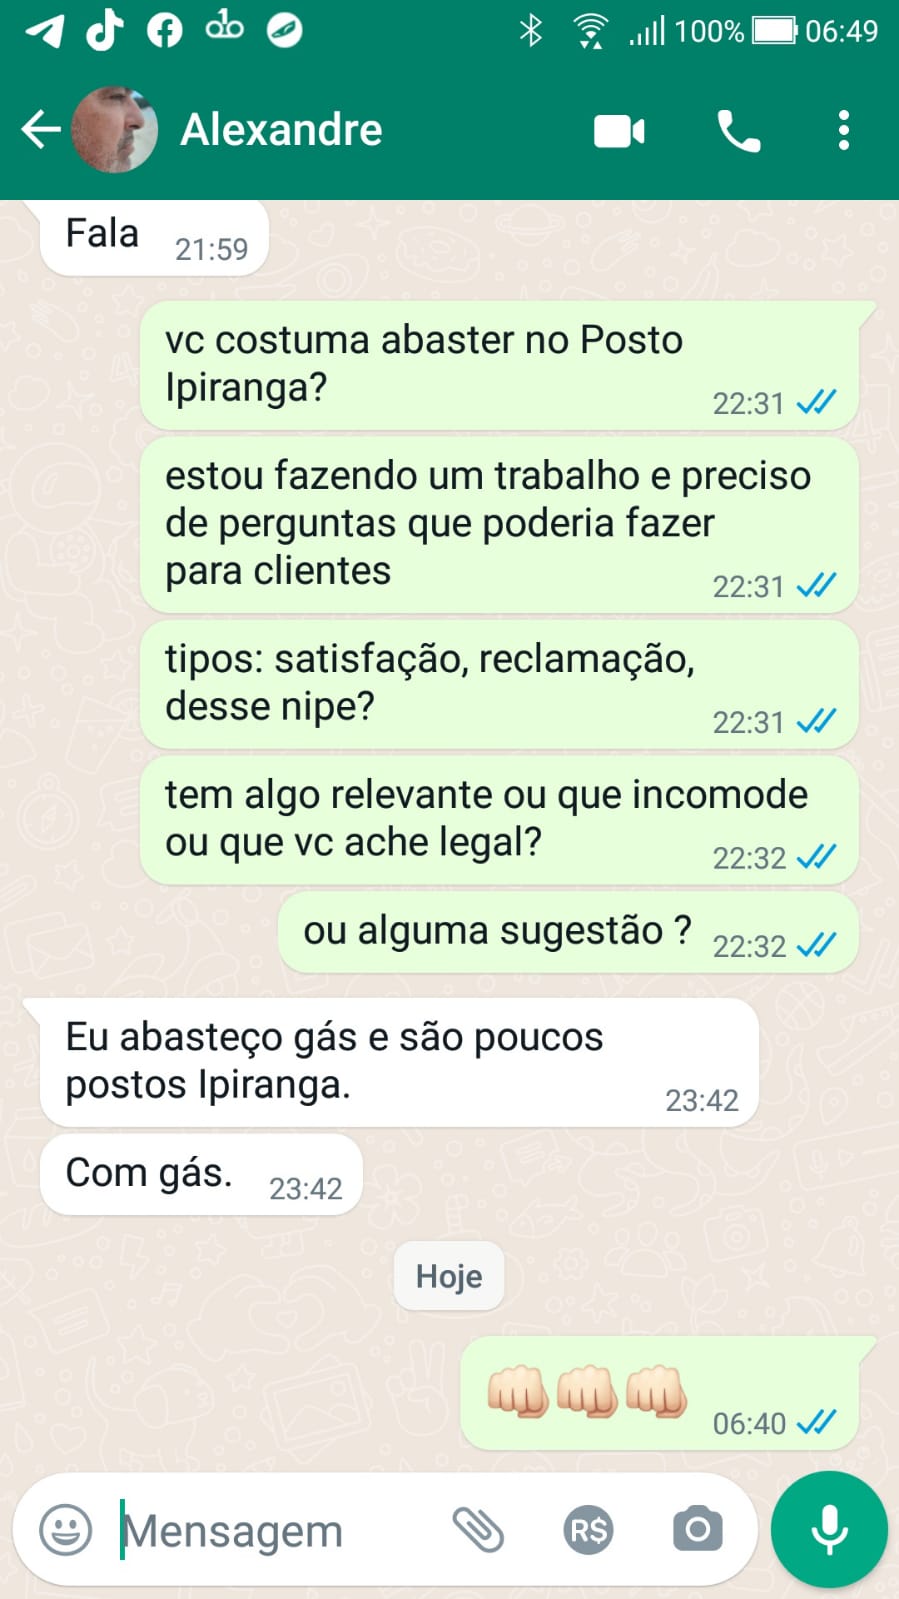 100% 06:49
Alexandre
Fala 21:59
vc costuma abaster no Posto
Ipiranga? 22:31
estou fazendo um trabalho e preciso
de perguntas que poderia fazer
para clientes 22:31
tipos: satisfação, reclamação,
desse nipe? 22:31
tem algo relevante ou que incomode
ou que vc ache legal? 22:32
ou alguma sugestão ? 22:32
Eu abasteço gás e são poucos
postos Ipiranga. 23:42
Com gás. 23:42
Hoje
06:40
Mensagem R$